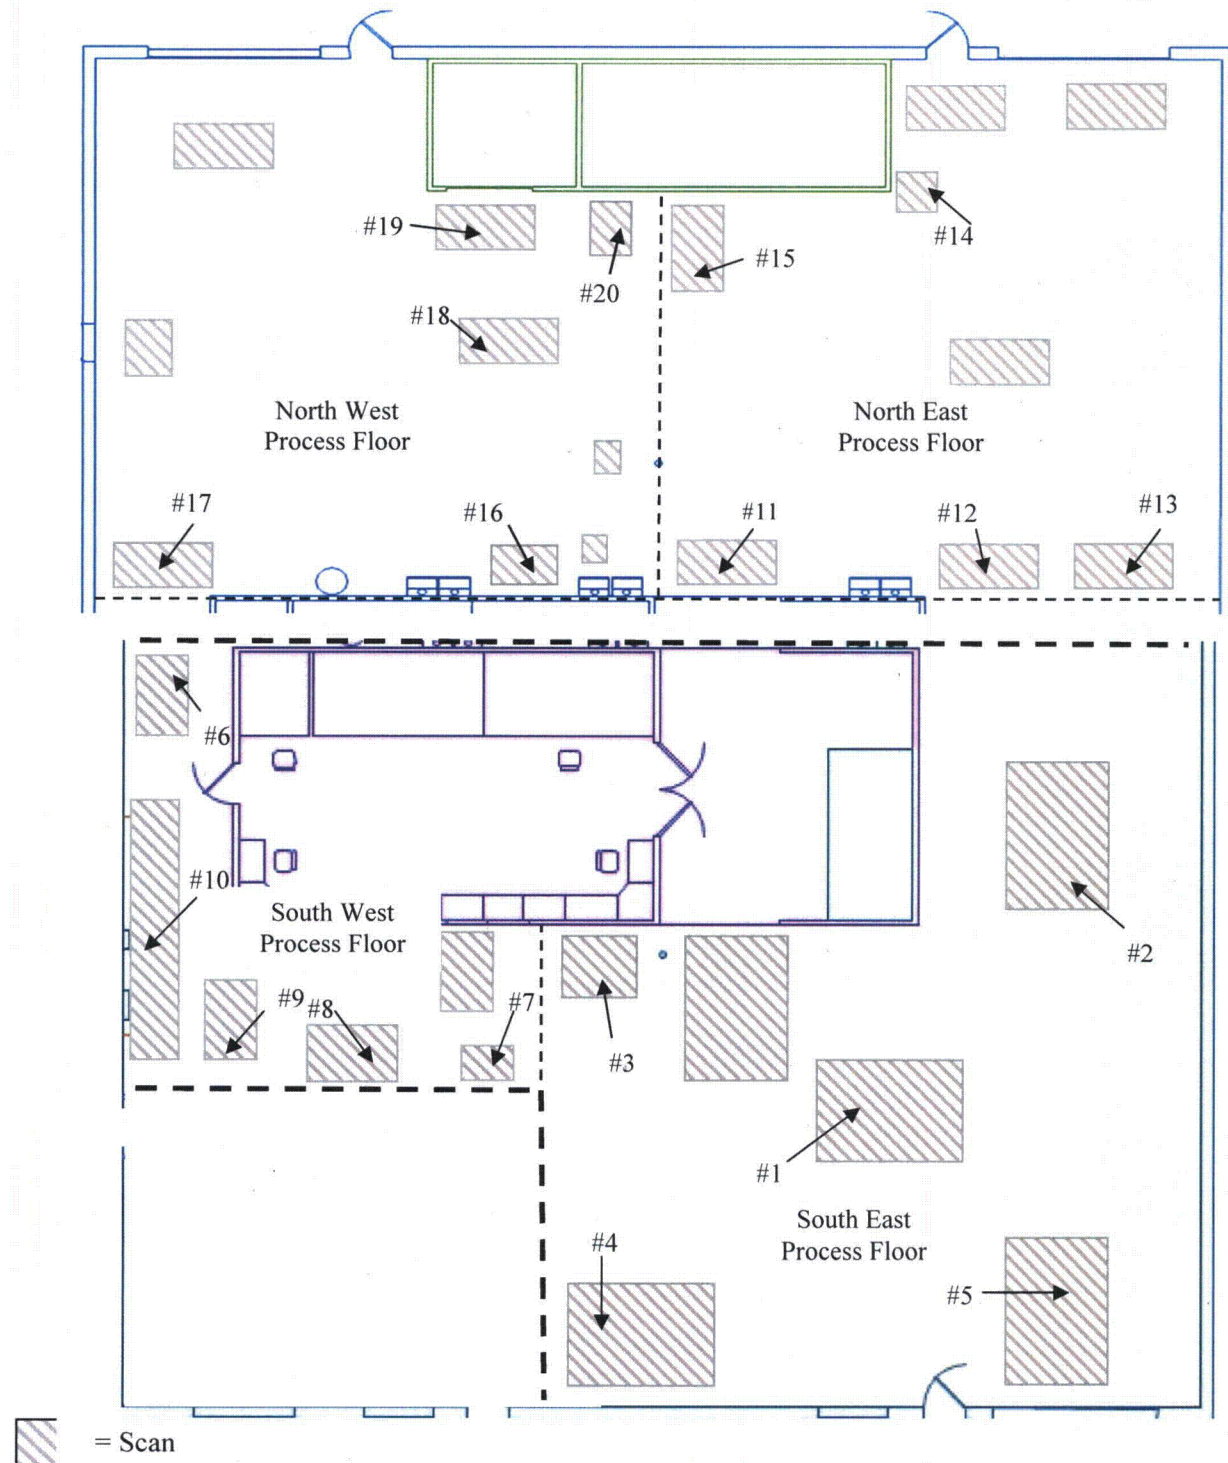 #19
#20
#15
#14
#18
North West
Process Floor
North East
Process Floor
#17
#16
#11
#12
#13
#6
#10
South West
Process Floor
#2
#9
#8
#7
#3
#1
South East
Process Floor
#4
#5
= Scan